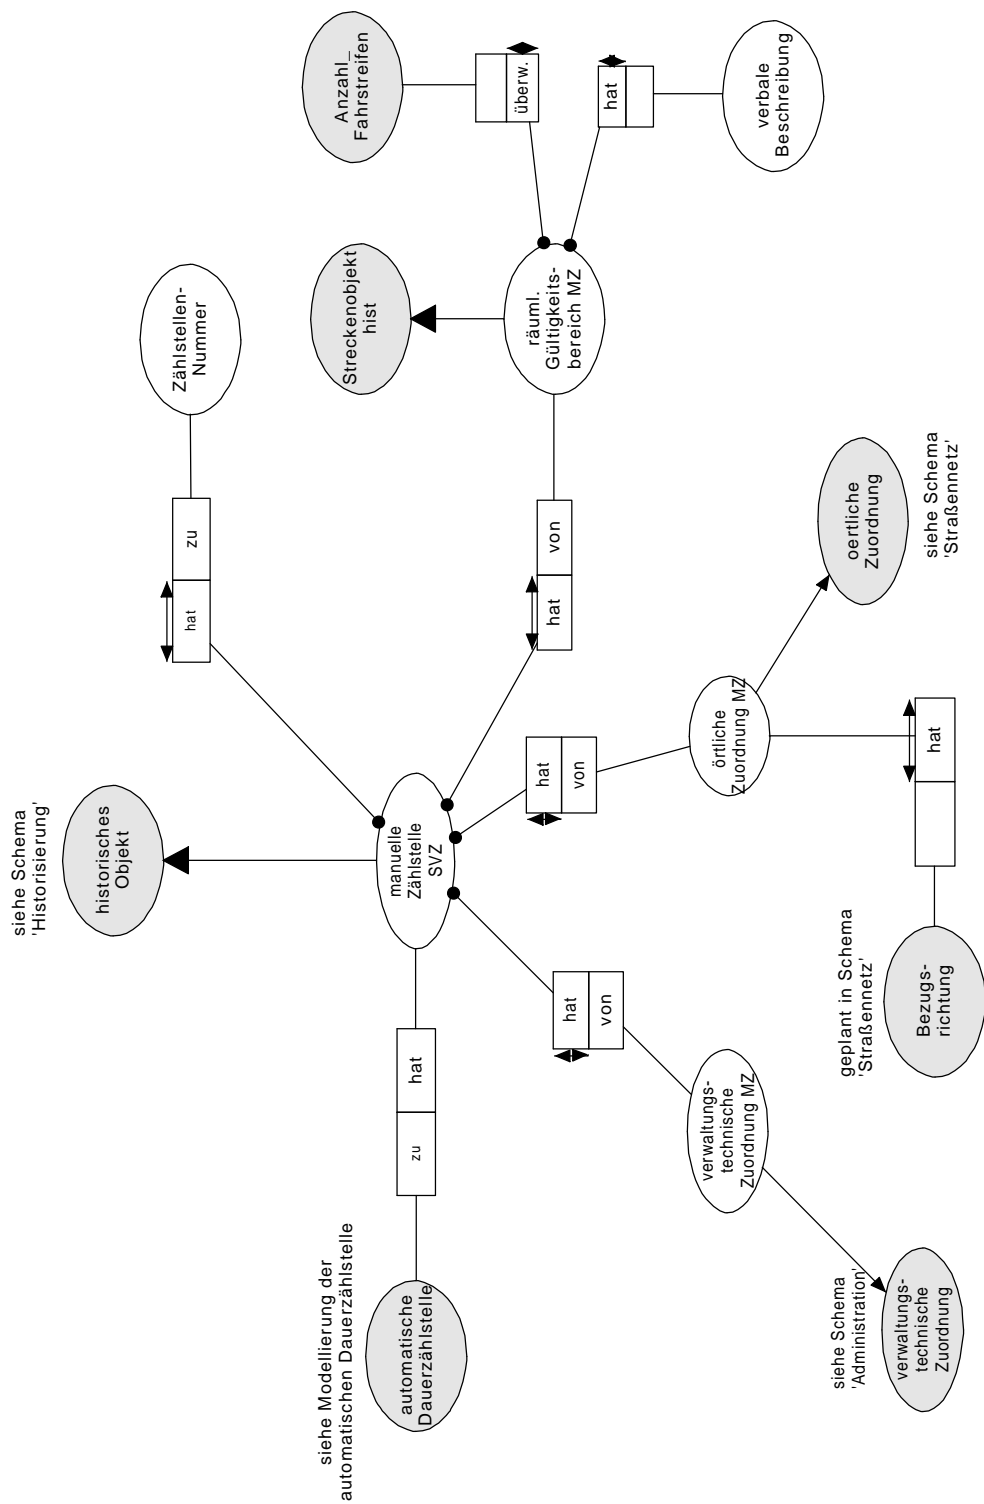 siehe Schema
'Historisierung'
historisches
Objekt
Zählstellen-
Nummer
zu
hat
Anzahl_
Fahrstreifen
überw.
Streckenobjekt
hist
räuml.
Gültigkeits-
bereich MZ
hat
verbale
Beschreibung
von
hat
manuelle
Zählstelle
SVZ
hat
von
örtliche
Zuordnung MZ
oertliche
Zuordnung
siehe Schema
'Straßennetz'
hat
geplant in Schema
'Straßennetz'
Bezugs-
richtung
hat
von
verwaltungs-
technische
Zuordnung MZ
siehe Schema
'Administration'
verwaltungs-
technische
Zuordnung
hat
zu
siehe Modellierung der
automatischen Dauerzählstelle
automatische
Dauerzählstelle